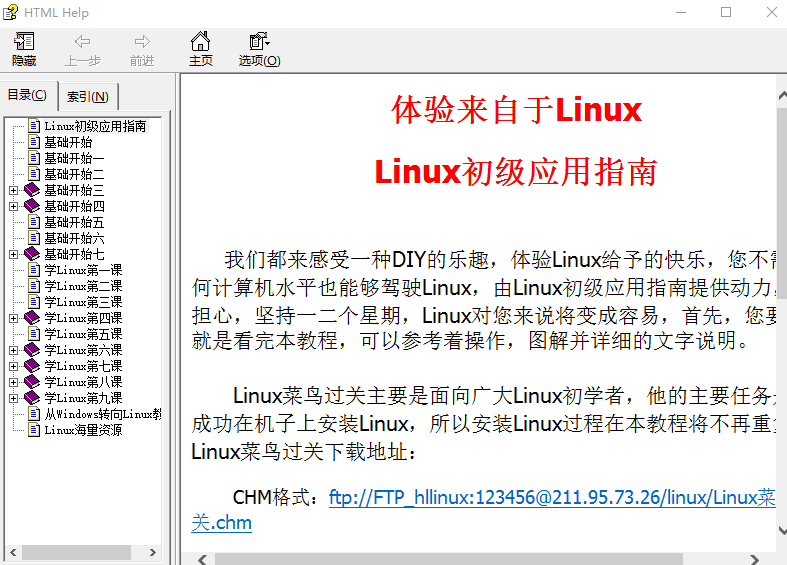 HTML Help
隐藏 上一步 前进 主页 选项(O)
目录(C) 索引(N)
Linux初级应用指南
基础开始
基础开始一
基础开始二
基础开始三
基础开始四
基础开始五
基础开始六
基础开始七
学Linux第一课
学Linux第二课
学Linux第三课
学Linux第四课
学Linux第五课
学Linux第六课
学Linux第七课
学Linux第八课
学Linux第九课
从Windows转向Linux教
Linux海量资源
体验来自于Linux
Linux初级应用指南
我们都来感受一种DIY的乐趣，体验Linux给予的快乐，您不需
何计算机水平也能够驾驶Linux，由Linux初级应用指南提供动力，
担心，坚持一二个星期，Linux对您来说将变成容易，首先，您要
就是看完本教程，可以参考着操作，图解并详细的文字说明。
Linux菜鸟过关主要是面向广大Linux初学者，他的主要任务是
成功在机子上安装Linux，所以安装Linux过程在本教程将不再重复
Linux菜鸟过关下载地址：
CHM格式：ftp://FTP_hllinux:123456@211.95.73.26/linux/Linux菜
关.chm